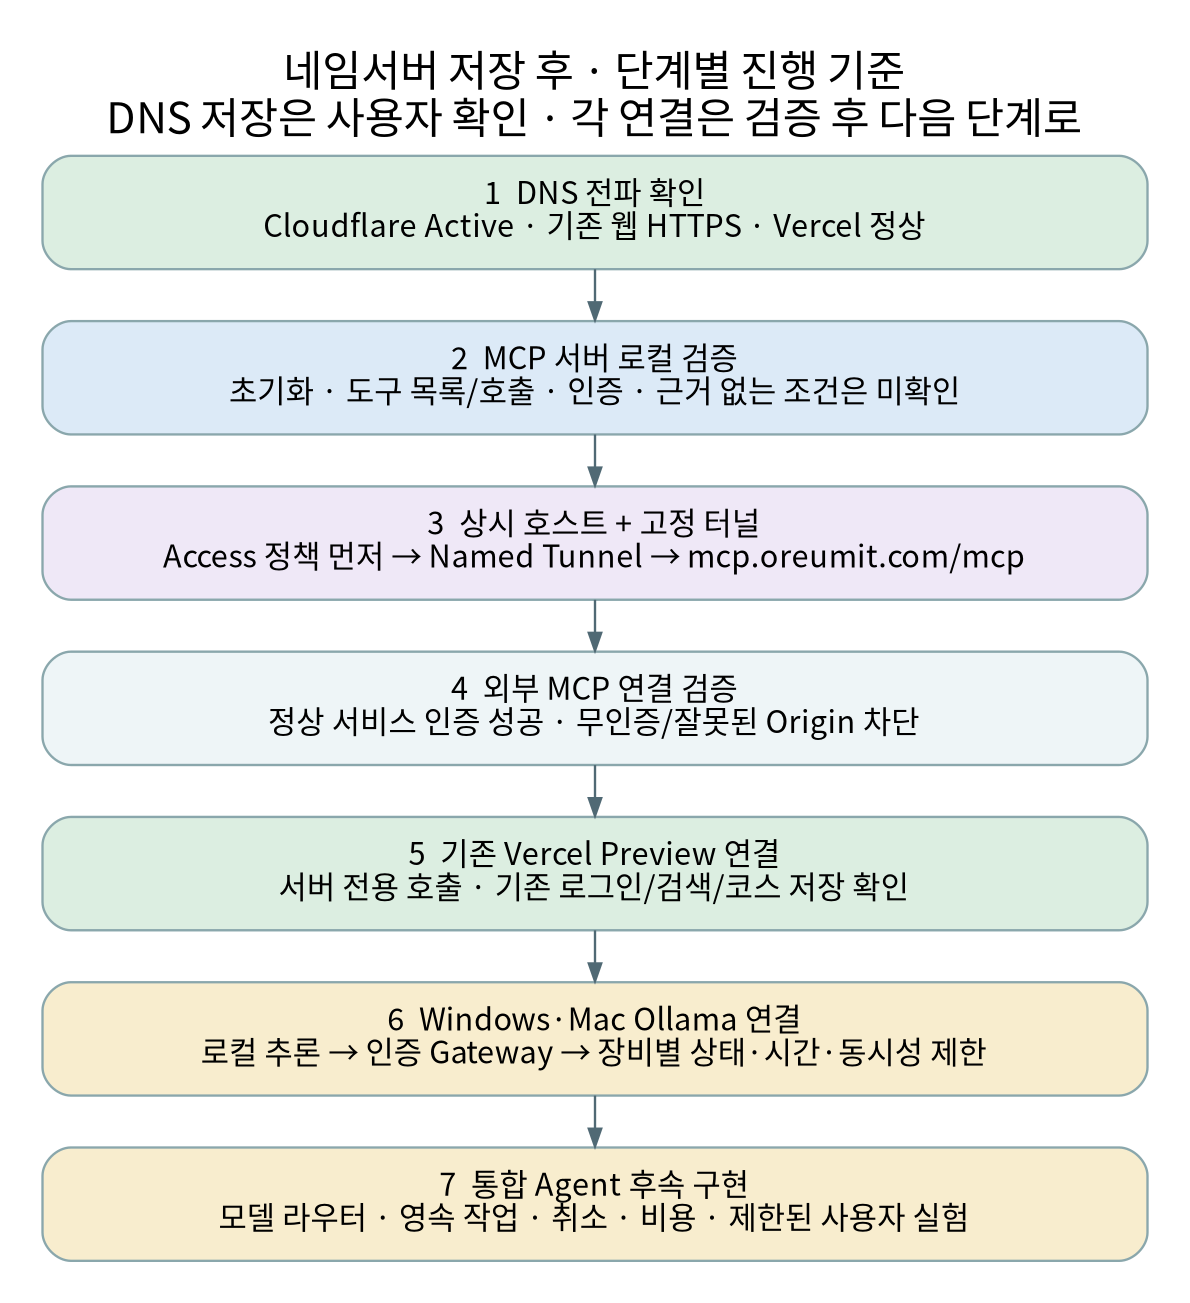 네임서버 저장 후 · 단계별 진행 기준
DNS 저장은 사용자 확인 · 각 연결은 검증 후 다음 단계로
1 DNS 전파 확인
Cloudflare Active · 기존 웹 HTTPS · Vercel 정상
2 MCP 서버 로컬 검증
초기화 · 도구 목록/호출 · 인증 · 근거 없는 조건은 미확인
3 상시 호스트 + 고정 터널
Access 정책 먼저 → Named Tunnel → mcp.oreumit.com/mcp
4 외부 MCP 연결 검증
정상 서비스 인증 성공 · 무인증/잘못된 Origin 차단
5 기존 Vercel Preview 연결
서버 전용 호출 · 기존 로그인/검색/코스 저장 확인
6 Windows·Mac Ollama 연결
로컬 추론 → 인증 Gateway → 장비별 상태·시간·동시성 제한
7 통합 Agent 후속 구현
모델 라우터 · 영속 작업 · 취소 · 비용 · 제한된 사용자 실험